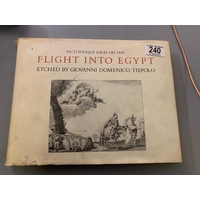 PICTURESQUE IDEAS ON THE
FLIGHT INTO EGYPT
ETCHED BY GIOVANNI DOMENICO TIEPOLO
240